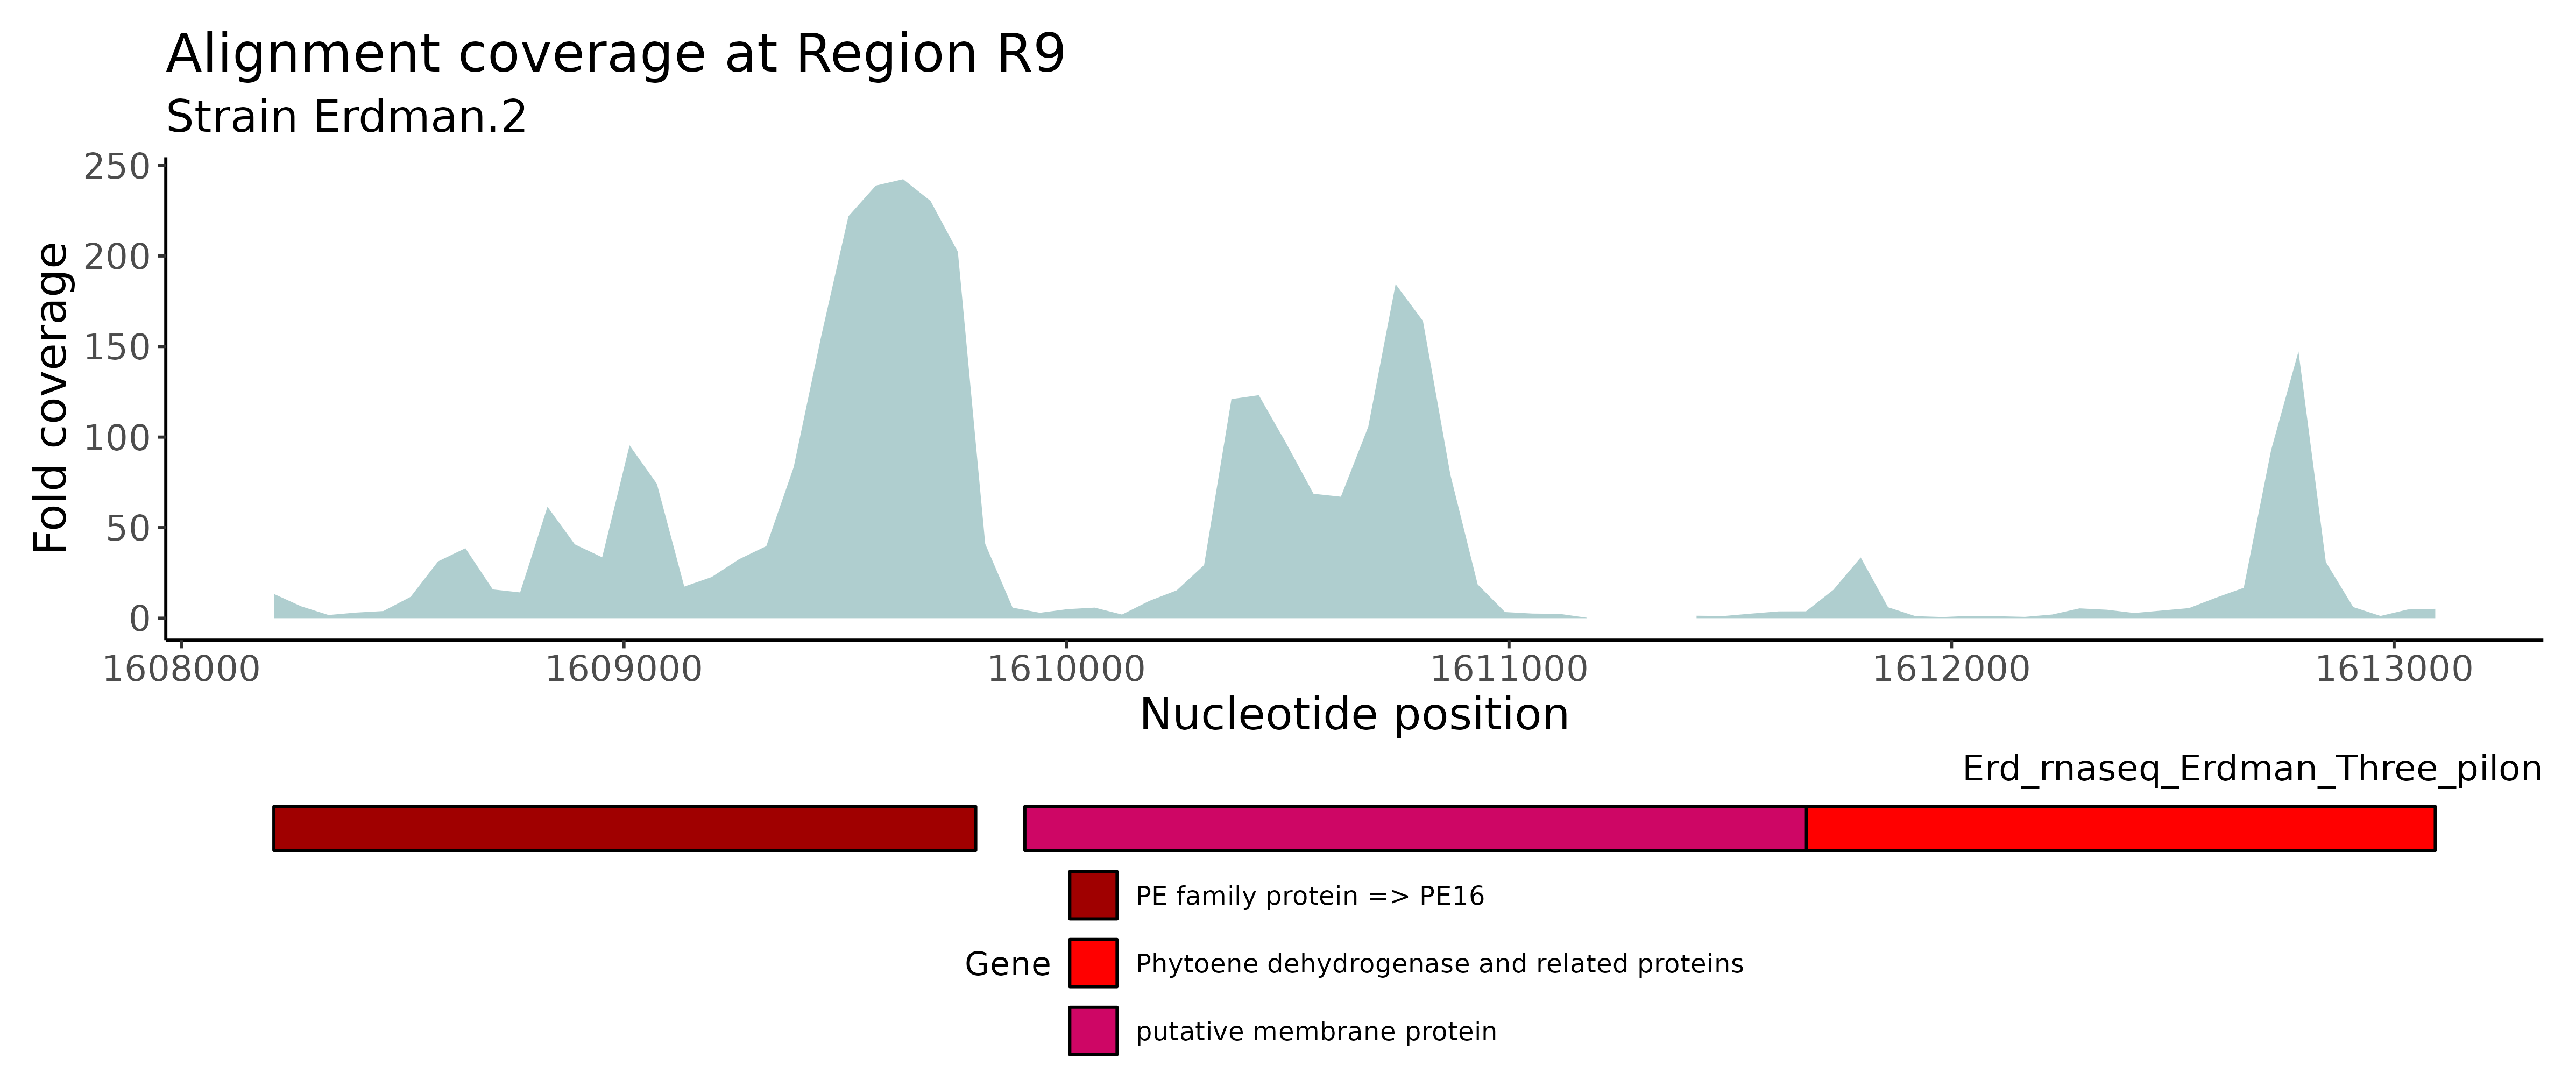 Alignment coverage at Region R9
Strain Erdman.2
Fold coverage
250
200
150
100
50
0
1608000 1609000 1610000 1611000 1612000 1613000
Nucleotide position
Erd_rnaseq_Erdman_Three_pilon
Gene
PE family protein => PE16
Phytoene dehydrogenase and related proteins
putative membrane protein